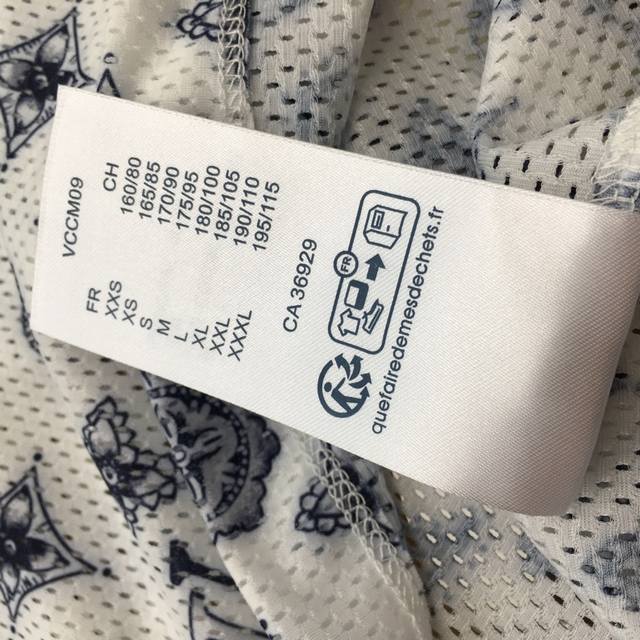 VCCM09
FR CH
XXS 160/80
XS 165/85
S 170/90
M 175/95
L 180/100
XL 185/105
XXL 190/110
XXXL 195/115
CA 36929
FR
quefairedemesdechets.fr